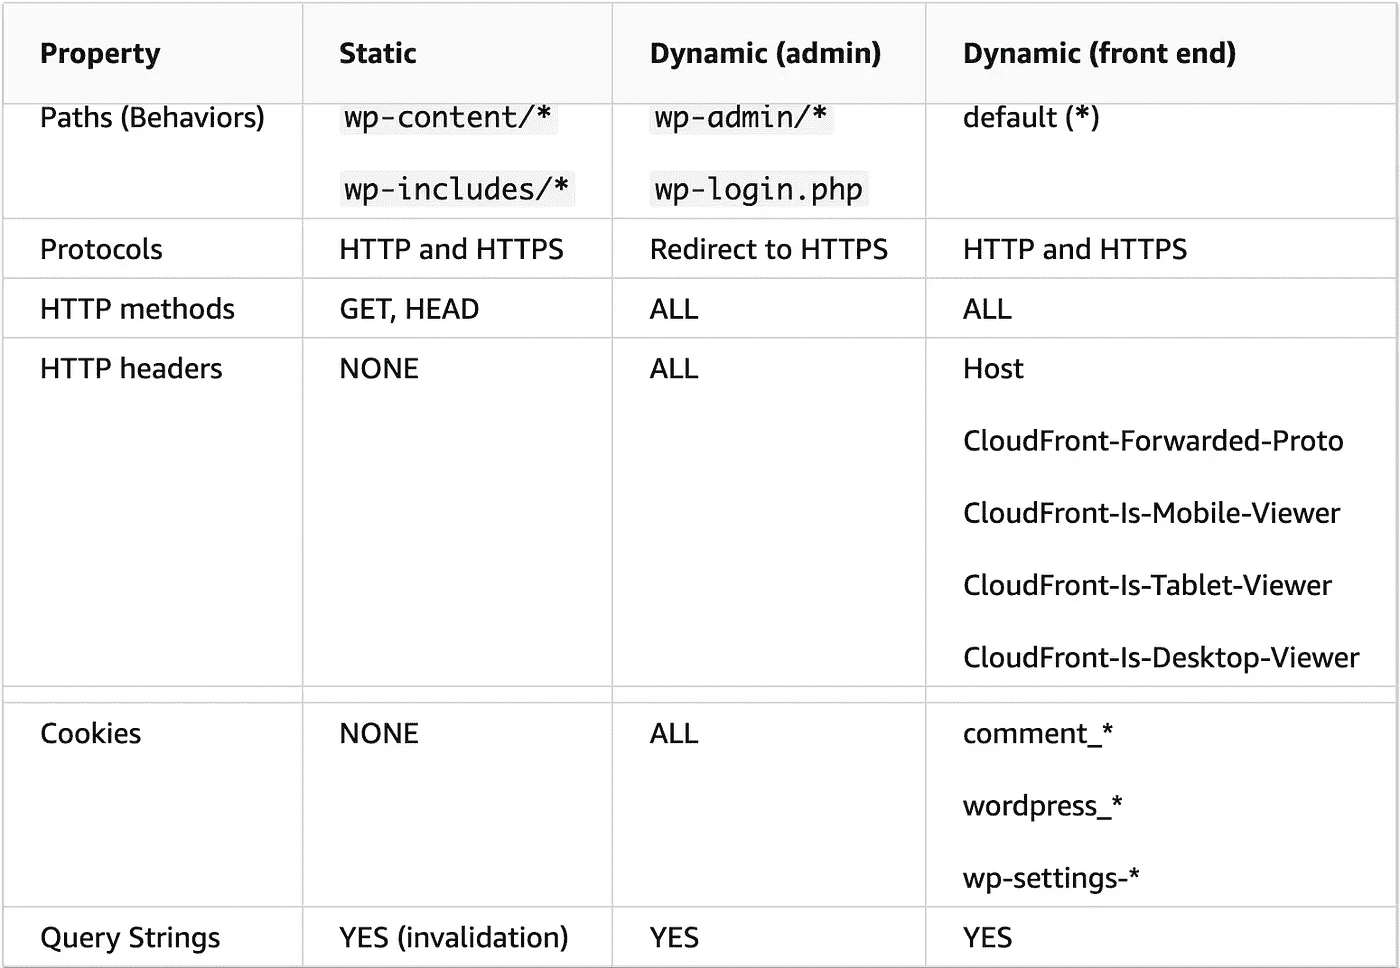 Property Static Dynamic (admin) Dynamic (front end)
Paths (Behaviors) wp-content/* wp-admin/* default (*)
wp-includes/* wp-login.php
Protocols HTTP and HTTPS Redirect to HTTPS HTTP and HTTPS
HTTP methods GET, HEAD ALL ALL
HTTP headers NONE ALL Host
CloudFront-Forwarded-Proto
CloudFront-Is-Mobile-Viewer
CloudFront-Is-Tablet-Viewer
CloudFront-Is-Desktop-Viewer
Cookies NONE ALL comment_*
wordpress_*
wp-settings-*
Query Strings YES (invalidation) YES YES